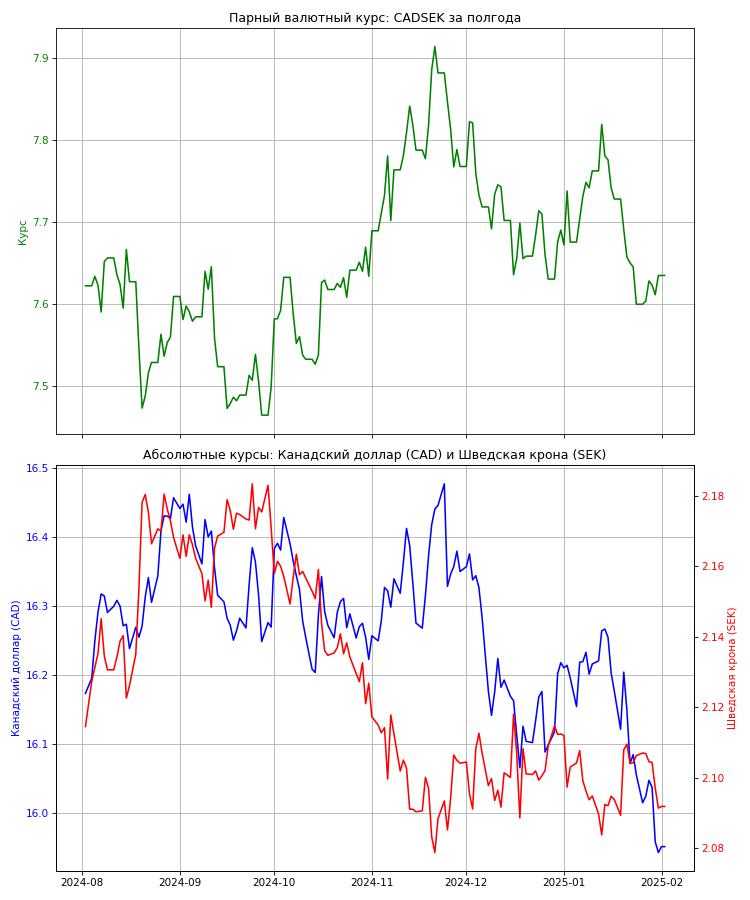 Парный валютный курс: CADSEK за полгода
Курс
7.9
7.8
7.7
7.6
7.5
Абсолютные курсы: Канадский доллар (CAD) и Шведская крона (SEK)
Канадский доллар (CAD)
16.5
16.4
16.3
16.2
16.1
16.0
2.18
2.16
2.14
2.12
2.10
2.08
Шведская крона (SEK)
2024-08 2024-09 2024-10 2024-11 2024-12 2025-01 2025-02